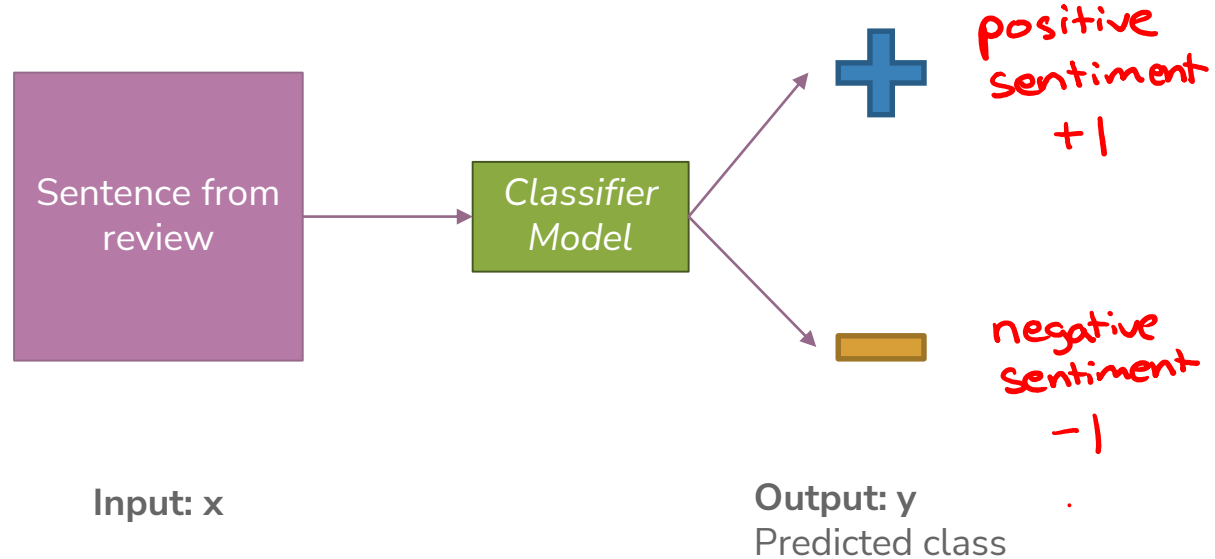 Sentence from
review
Classifier
Model
positive
sentiment
+1
negative
sentiment
-1
Input: x
Output: y
Predicted class